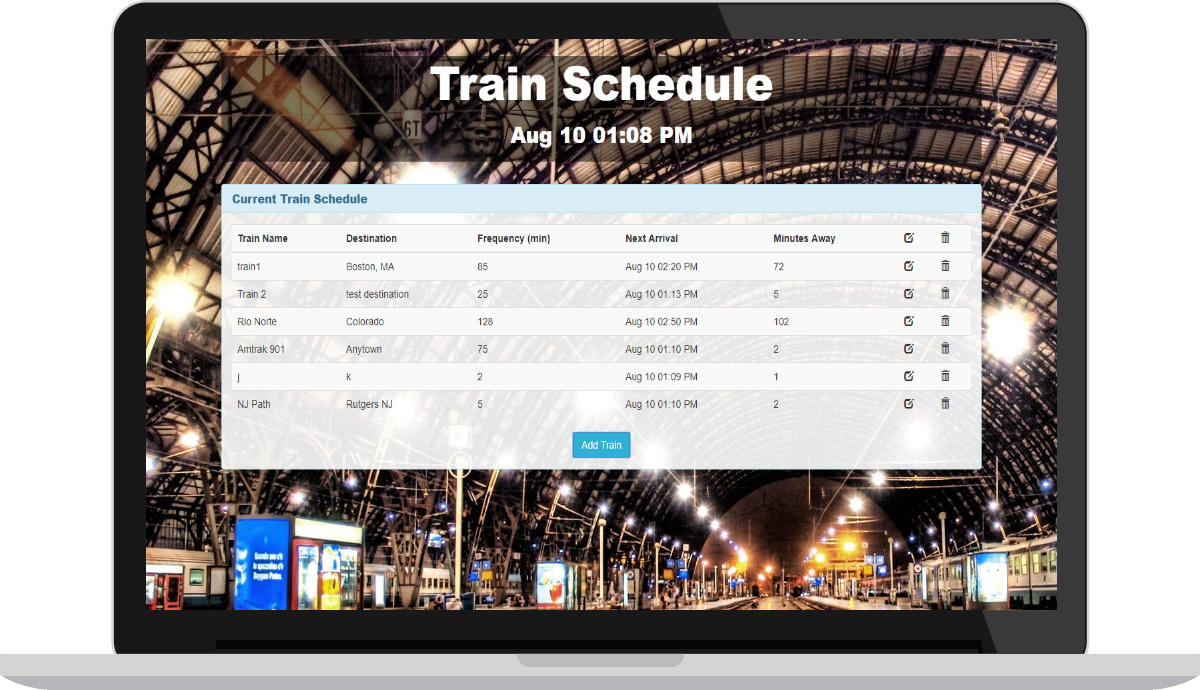 Train Schedule
Aug 10 01:08 PM
6T
Current Train Schedule
Train Name Destination Frequency (min) Next Arrival Minutes Away
train1 Boston, MA 85 Aug 10 02:20 PM 72
Train 2 test destination 25 Aug 10 01:13 PM 5
Rio Norte Colorado 128 Aug 10 02:50 PM 102
Amtrak 901 Anytown 75 Aug 10 01:10 PM 2
j k 2 Aug 10 01:09 PM 1
NJ Path Rutgers NJ 5 Aug 10 01:10 PM 2
Add Train